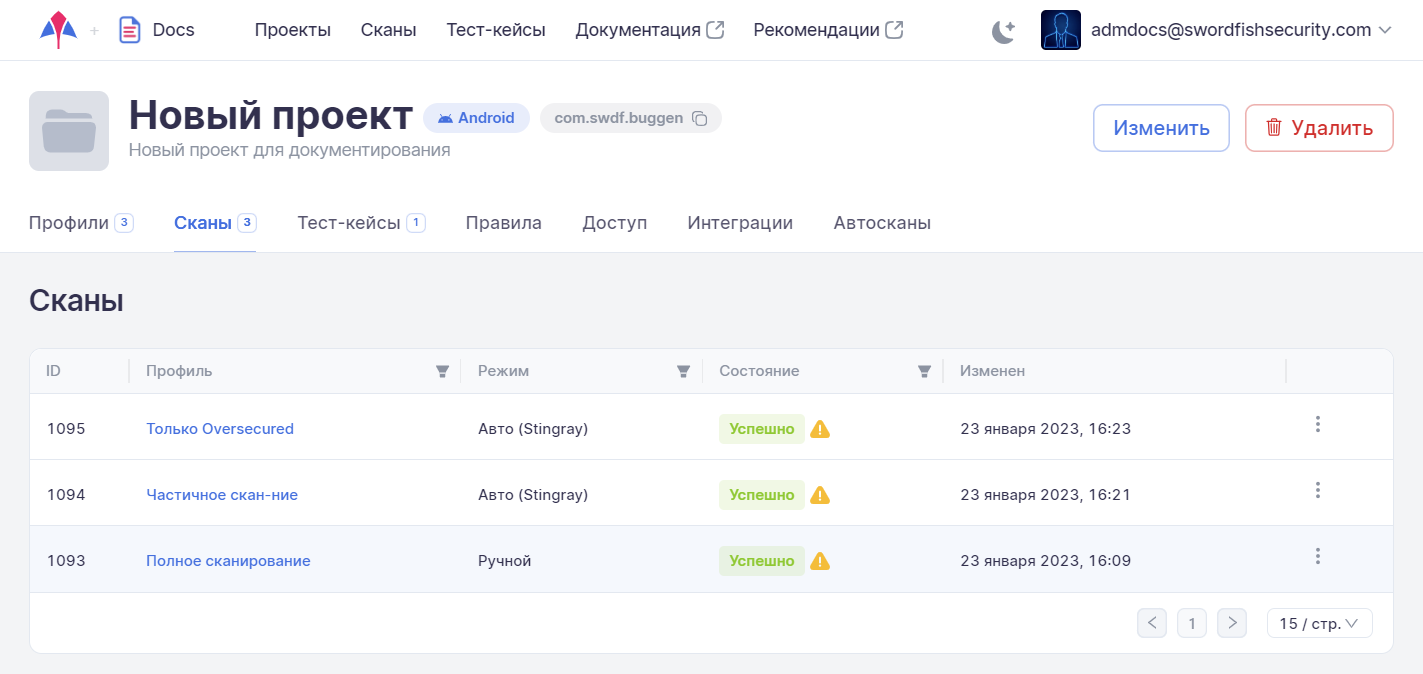 Docs Проекты Сканы Тест-кейсы Документация Рекомендации admdocs@swordfishsecurity.com
Новый проект Android com.swdf.buggen
Новый проект для документирования
Изменить Удалить
Профили 3 Сканы 3 Тест-кейсы 1 Правила Доступ Интеграции Автосканы
Сканы
ID Профиль Режим Состояние Изменен
1095 Только Oversecured Авто (Stingray) Успешно 23 января 2023, 16:23
1094 Частичное скан-ние Авто (Stingray) Успешно 23 января 2023, 16:21
1093 Полное сканирование Ручной Успешно 23 января 2023, 16:09
1 15 / стр.